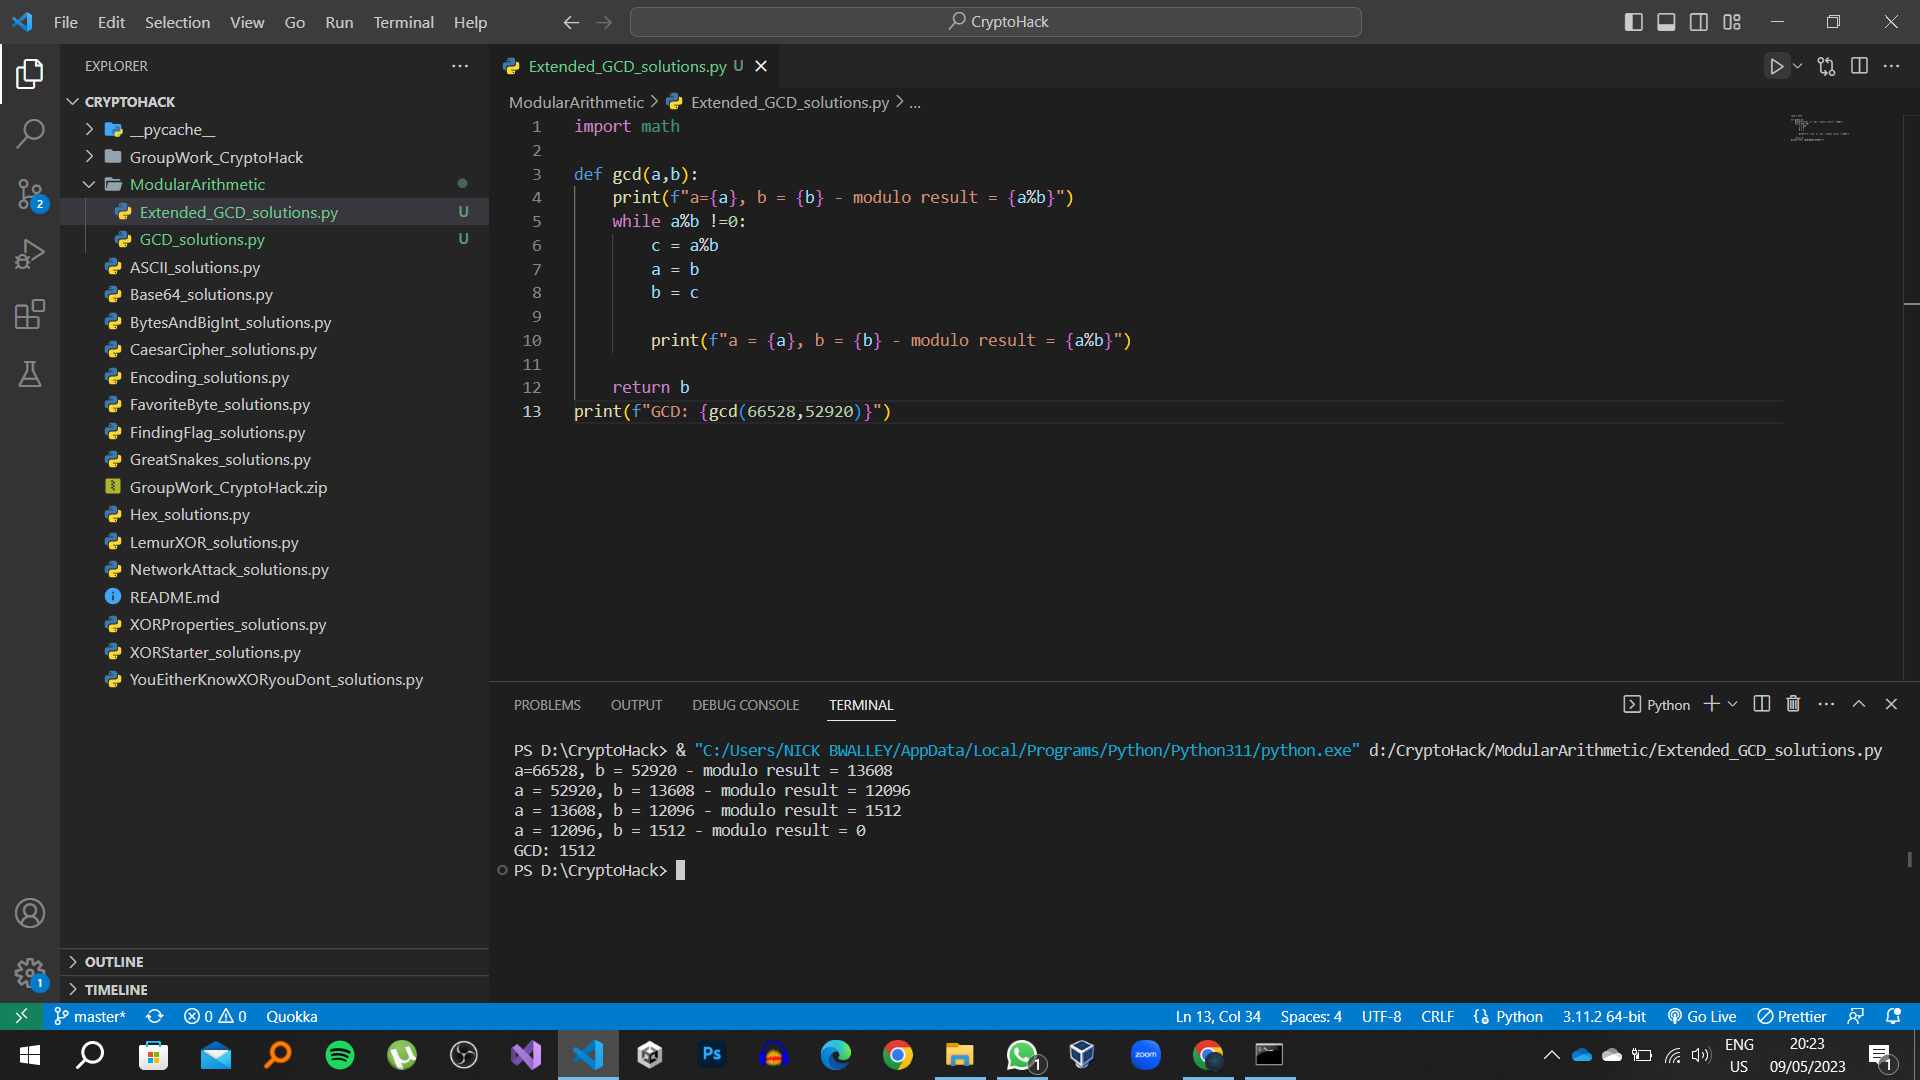 File Edit Selection View Go Run Terminal Help
CryptoHack
EXPLORER
CRYPTOHACK
__pycache__
GroupWork_CryptoHack
ModularArithmetic
Extended_GCD_solutions.py U
GCD_solutions.py U
ASCII_solutions.py
Base64_solutions.py
BytesAndBigInt_solutions.py
CaesarCipher_solutions.py
Encoding_solutions.py
FavoriteByte_solutions.py
FindingFlag_solutions.py
GreatSnakes_solutions.py
GroupWork_CryptoHack.zip
Hex_solutions.py
LemurXOR_solutions.py
NetworkAttack_solutions.py
README.md
XORProperties_solutions.py
XORStarter_solutions.py
YouEitherKnowXORyouDont_solutions.py
OUTLINE
TIMELINE
2
1
Extended_GCD_solutions.py U
ModularArithmetic > Extended_GCD_solutions.py > ...
1 import math
2
3 def gcd(a,b):
4     print(f"a={a}, b = {b} - modulo result = {a%b}")
5     while a%b !=0:
6         c = a%b
7         a = b
8         b = c
9
10         print(f"a = {a}, b = {b} - modulo result = {a%b}")
11
12     return b
13 print(f"GCD: {gcd(66528,52920)}")
PROBLEMS OUTPUT DEBUG CONSOLE TERMINAL
Python
PS D:\CryptoHack> & "C:/Users/NICK BWALLEY/AppData/Local/Programs/Python/Python311/python.exe" d:/CryptoHack/ModularArithmetic/Extended_GCD_solutions.py
a=66528, b = 52920 - modulo result = 13608
a = 52920, b = 13608 - modulo result = 12096
a = 13608, b = 12096 - modulo result = 1512
a = 12096, b = 1512 - modulo result = 0
GCD: 1512
PS D:\CryptoHack>
master* 0 0 Quokka
Ln 13, Col 34 Spaces: 4 UTF-8 CRLF Python 3.11.2 64-bit Go Live Prettier
Ps
zoom
1
ENG
US
20:23
09/05/2023
1